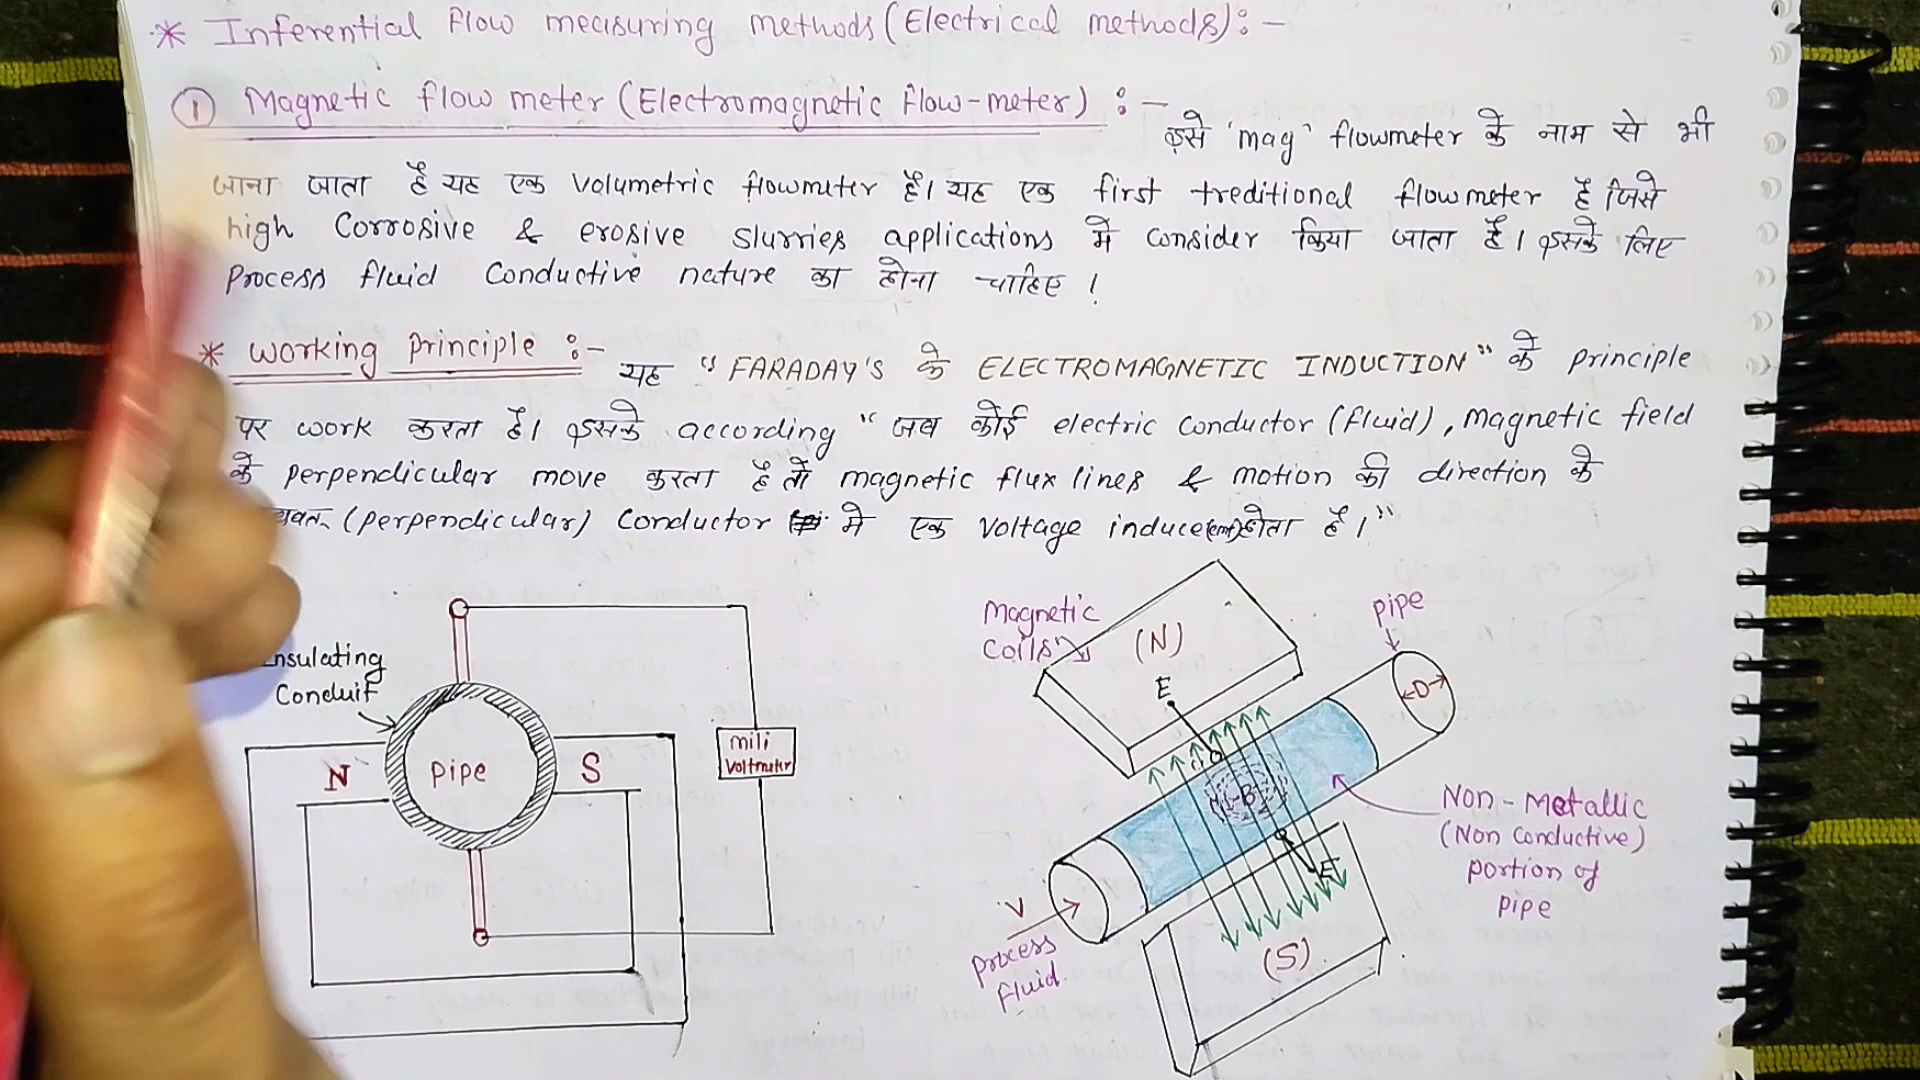 * Inferential Flow measuring methods (Electrical methods):-
① Magnetic flow meter (Electromagnetic flow-meter) :-
इसे "mag" flowmeter के नाम से भी
जाना जाता है यह एक volumetric flowmeter है। यह एक first treditional flowmeter है जिसे
high corrosive & erosive slurries applications मे consider किया जाता है। इसके लिए
Process fluid conductive nature का होना चाहिए !
* Working principle :-
यह "FARADAY'S के ELECTROMAGNETIC INDUCTION" के principle
पर work करता है। इसके according "जब कोई electric conductor (fluid), magnetic field
के perpendicular move करता है तो magnetic flux lines & motion की direction के
(perpendicular) conductor मे एक voltage induce(emf)होता है।"
Insulating
Conduit
N
pipe
S
mili
voltmeter
Magnetic
coils
(N)
pipe
E
D
B
E
V
Process
fluid.
(S)
Non-Metallic
(Non conductive)
portion of
pipe